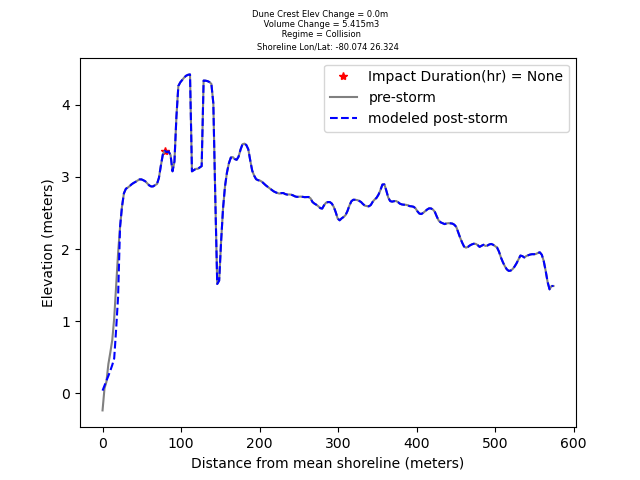 Dune Crest Elev Change = 0.0m
Volume Change = 5.415m3
Regime = Collision
Shoreline Lon/Lat: -80.074 26.324
Impact Duration(hr) = None
pre-storm
modeled post-storm
Elevation (meters)
4
3
2
1
0
0 100 200 300 400 500 600
Distance from mean shoreline (meters)